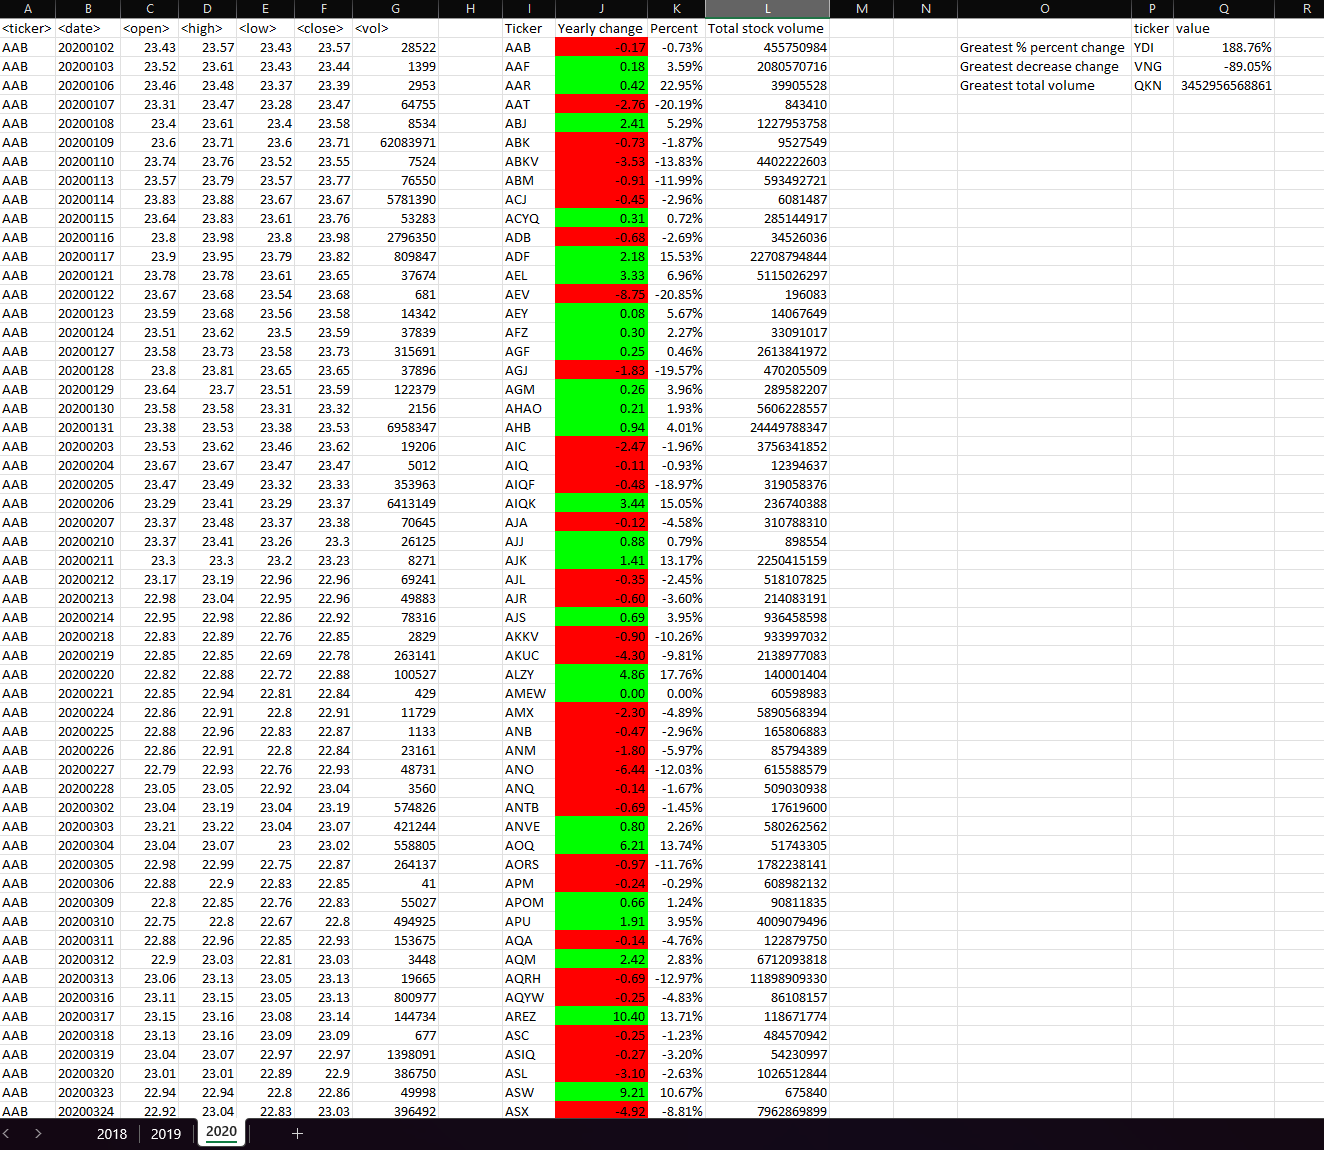 A B C D E F G H I J K L M N O P Q R
<ticker> <date> <open> <high> <low> <close> <vol> Ticker Yearly change Percent Total stock volume ticker value
AAB 20200102 23.43 23.57 23.43 23.57 28522 AAB -0.17 -0.73% 455750984 Greatest % percent change YDI 188.76%
AAB 20200103 23.52 23.61 23.43 23.44 1399 AAF 0.18 3.59% 2080570716 Greatest decrease change VNG -89.05%
AAB 20200106 23.46 23.48 23.37 23.39 2953 AAR 0.42 22.95% 39905528 Greatest total volume QKN 3452956568861
AAB 20200107 23.31 23.47 23.28 23.47 64755 AAT -2.76 -20.19% 843410
AAB 20200108 23.4 23.61 23.4 23.58 8534 ABJ 2.41 5.29% 1227953758
AAB 20200109 23.6 23.71 23.6 23.71 62083971 ABK -0.73 -1.87% 9527549
AAB 20200110 23.74 23.76 23.52 23.55 7524 ABKV -3.53 -13.83% 4402222603
AAB 20200113 23.57 23.79 23.57 23.77 76550 ABM -0.91 -11.99% 593492721
AAB 20200114 23.83 23.88 23.67 23.67 5781390 ACJ -0.45 -2.96% 6081487
AAB 20200115 23.64 23.83 23.61 23.76 53283 ACYQ 0.31 0.72% 285144917
AAB 20200116 23.8 23.98 23.8 23.98 2796350 ADB -0.68 -2.69% 34526036
AAB 20200117 23.9 23.95 23.79 23.82 809847 ADF 2.18 15.53% 22708794844
AAB 20200121 23.78 23.78 23.61 23.65 37674 AEL 3.33 6.96% 5115026297
AAB 20200122 23.67 23.68 23.54 23.68 681 AEV -8.75 -20.85% 196083
AAB 20200123 23.59 23.68 23.56 23.58 14342 AEY 0.08 5.67% 14067649
AAB 20200124 23.51 23.62 23.5 23.59 37839 AFZ 0.30 2.27% 33091017
AAB 20200127 23.58 23.73 23.58 23.73 315691 AGF 0.25 0.46% 2613841972
AAB 20200128 23.8 23.81 23.65 23.65 37896 AGJ -1.83 -19.57% 470205509
AAB 20200129 23.64 23.7 23.51 23.59 122379 AGM 0.26 3.96% 289582207
AAB 20200130 23.58 23.58 23.31 23.32 2156 AHAO 0.21 1.93% 5606228557
AAB 20200131 23.38 23.53 23.38 23.53 6958347 AHB 0.94 4.01% 24449788347
AAB 20200203 23.53 23.62 23.46 23.62 19206 AIC -2.47 -1.96% 3756341852
AAB 20200204 23.67 23.67 23.47 23.47 5012 AIQ -0.11 -0.93% 12394637
AAB 20200205 23.47 23.49 23.32 23.33 353963 AIQF -0.48 -18.97% 319058376
AAB 20200206 23.29 23.41 23.29 23.37 6413149 AIQK 3.44 15.05% 236740388
AAB 20200207 23.37 23.48 23.37 23.38 70645 AJA -0.12 -4.58% 310788310
AAB 20200210 23.37 23.41 23.26 23.3 26125 AJJ 0.88 0.79% 898554
AAB 20200211 23.3 23.3 23.2 23.23 8271 AJK 1.41 13.17% 2250415159
AAB 20200212 23.17 23.19 22.96 22.96 69241 AJL -0.35 -2.45% 518107825
AAB 20200213 22.98 23.04 22.95 22.96 49883 AJR -0.60 -3.60% 214083191
AAB 20200214 22.95 22.98 22.86 22.92 78316 AJS 0.69 3.95% 936458598
AAB 20200218 22.83 22.89 22.76 22.85 2829 AKKV -0.90 -10.26% 933997032
AAB 20200219 22.85 22.85 22.69 22.78 263141 AKUC -4.30 -9.81% 2138977083
AAB 20200220 22.82 22.88 22.72 22.88 100527 ALZY 4.86 17.76% 140001404
AAB 20200221 22.85 22.94 22.81 22.84 429 AMEW 0.00 0.00% 60598983
AAB 20200224 22.86 22.91 22.8 22.91 11729 AMX -2.30 -4.89% 5890568394
AAB 20200225 22.88 22.96 22.83 22.87 1133 ANB -0.47 -2.96% 165806883
AAB 20200226 22.86 22.91 22.8 22.84 23161 ANM -1.80 -5.97% 85794389
AAB 20200227 22.79 22.93 22.76 22.93 48731 ANO -6.44 -12.03% 615588579
AAB 20200228 23.05 23.05 22.92 23.04 3560 ANQ -0.14 -1.67% 509030938
AAB 20200302 23.04 23.19 23.04 23.19 574826 ANTB -0.69 -1.45% 17619600
AAB 20200303 23.21 23.22 23.04 23.07 421244 ANVE 0.80 2.26% 580262562
AAB 20200304 23.04 23.07 23 23.02 558805 AOQ 6.21 13.74% 51743305
AAB 20200305 22.98 22.99 22.75 22.87 264137 AORS -0.97 -11.76% 1782238141
AAB 20200306 22.88 22.9 22.83 22.85 41 APM -0.24 -0.29% 608982132
AAB 20200309 22.8 22.85 22.76 22.83 55027 APOM 0.66 1.24% 90811835
AAB 20200310 22.75 22.8 22.67 22.8 494925 APU 1.91 3.95% 4009079496
AAB 20200311 22.88 22.96 22.85 22.93 153675 AQA -0.14 -4.76% 122879750
AAB 20200312 22.9 23.03 22.81 23.03 3448 AQM 2.42 2.83% 6712093818
AAB 20200313 23.06 23.13 23.05 23.13 19665 AQRH -0.69 -12.97% 11898909330
AAB 20200316 23.11 23.15 23.05 23.13 800977 AQYW -0.25 -4.83% 86108157
AAB 20200317 23.15 23.16 23.08 23.14 144734 AREZ 10.40 13.71% 118671774
AAB 20200318 23.13 23.16 23.09 23.09 677 ASC -0.25 -1.23% 484570942
AAB 20200319 23.04 23.07 22.97 22.97 1398091 ASIQ -0.27 -3.20% 54230997
AAB 20200320 23.01 23.01 22.89 22.9 386750 ASL -3.10 -2.63% 1026512844
AAB 20200323 22.94 22.94 22.8 22.86 49998 ASW 9.21 10.67% 675840
AAB 20200324 22.92 23.04 22.83 23.03 396492 ASX -4.92 -8.81% 7962869899
2018 2019 2020 +